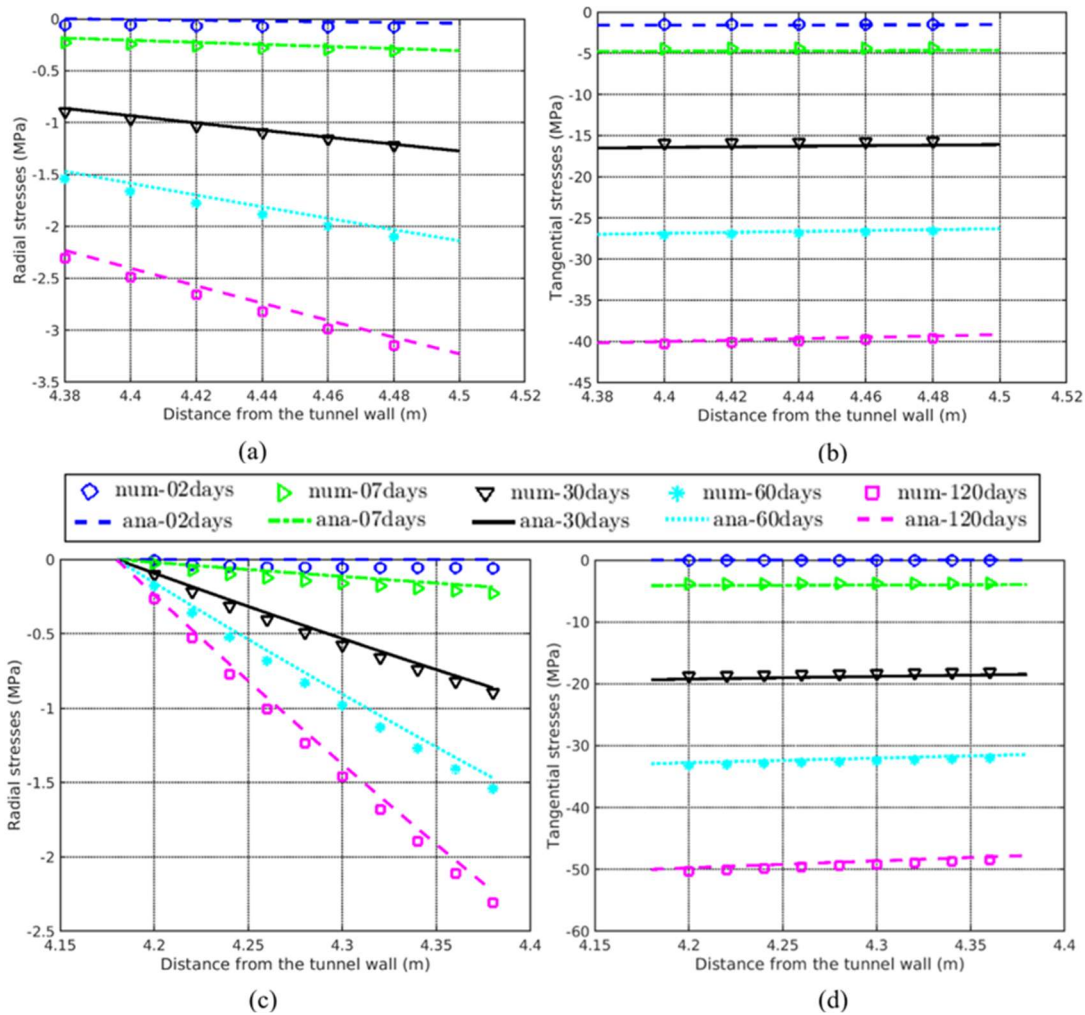 0
-0.5
-1
-1.5
-2
-2.5
-3
-3.5
Radial stresses (MPa)
4.38 4.4 4.42 4.44 4.46 4.48 4.5 4.52
Distance from the tunnel wall (m)
(a)
0
-5
-10
-15
-20
-25
-30
-35
-40
-45
Tangential stresses (MPa)
4.38 4.4 4.42 4.44 4.46 4.48 4.5 4.52
Distance from the tunnel wall (m)
(b)
num-02days num-07days num-30days num-60days num-120days
ana-02days ana-07days ana-30days ana-60days ana-120days
0
-0.5
-1
-1.5
-2
-2.5
Radial stresses (MPa)
4.15 4.2 4.25 4.3 4.35 4.4
Distance from the tunnel wall (m)
(c)
0
-10
-20
-30
-40
-50
-60
Tangential stresses (MPa)
4.15 4.2 4.25 4.3 4.35 4.4
Distance from the tunnel wall (m)
(d)